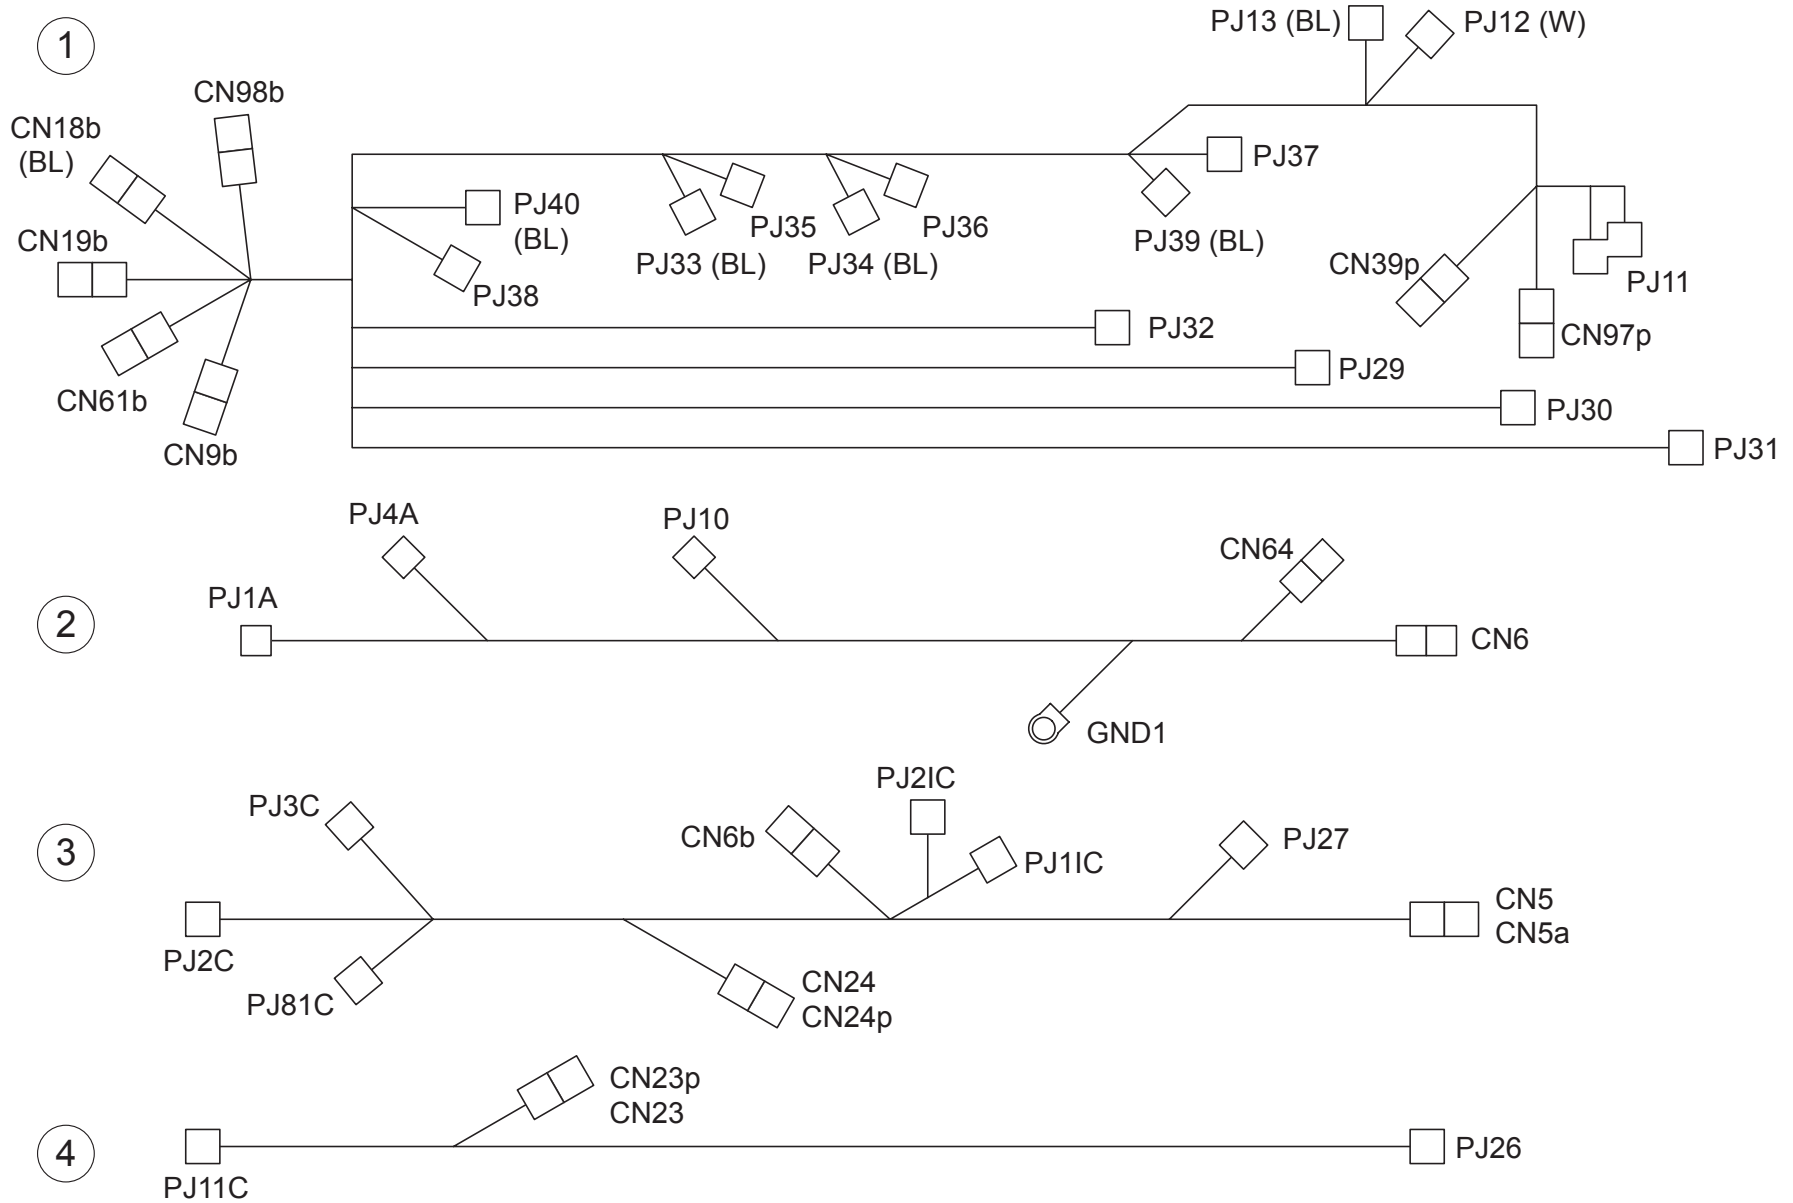 1
PJ13 (BL)
PJ12 (W)
CN98b
CN18b
(BL)
PJ37
PJ40
(BL)
PJ35
PJ36
CN19b
PJ39 (BL)
PJ33 (BL)
PJ34 (BL)
CN39p
PJ11
PJ38
PJ32
CN97p
PJ29
CN61b
PJ30
CN9b
PJ31
2
PJ4A
PJ10
CN64
PJ1A
CN6
GND1
3
PJ2IC
PJ3C
CN6b
PJ27
PJ1IC
CN5
CN5a
PJ2C
CN24
PJ81C
CN24p
4
CN23p
CN23
PJ26
PJ11C